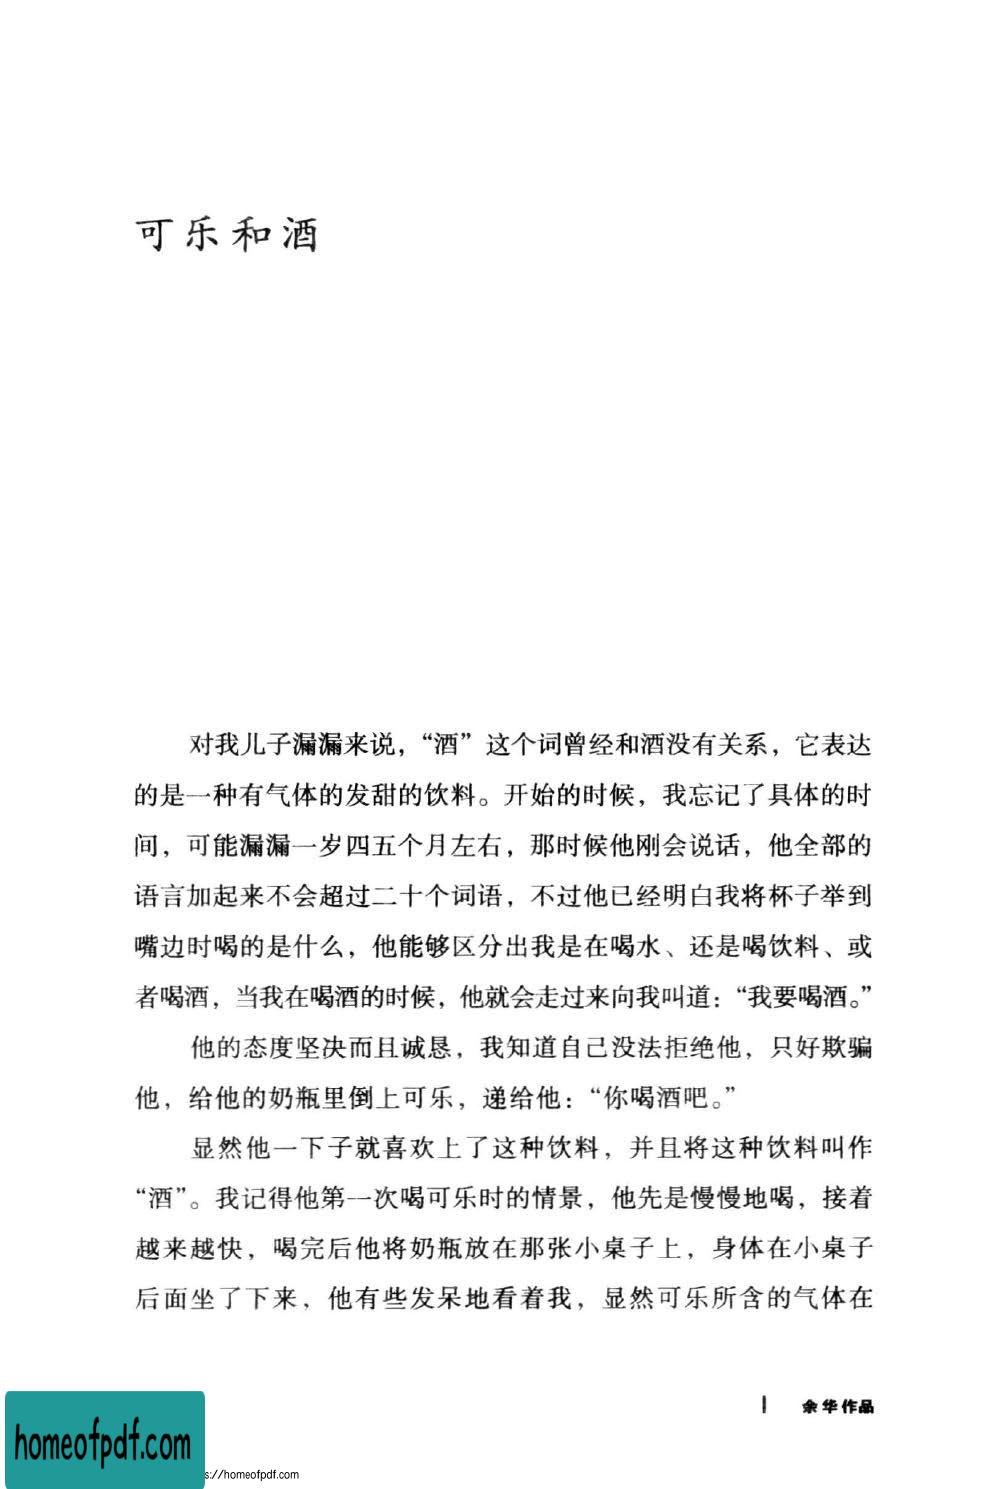 可乐和酒
对我儿子漏漏来说，“酒”这个词曾经和酒没有关系，它表达
的是一种有气体的发甜的饮料。开始的时候，我忘记了具体的时
间，可能漏漏一岁四五个月左右，那时候他刚会说话，他全部的
语言加起来不会超过二十个词语，不过他已经明白我将杯子举到
嘴边时喝的是什么，他能够区分出我是在喝水、还是喝饮料、或
者喝酒，当我在喝酒的时候，他就会走过来向我叫道：“我要喝酒。”
他的态度坚决而且诚恳，我知道自己没法拒绝他，只好欺骗
他，给他的奶瓶里倒上可乐，递给他：“你喝酒吧。”
显然他一下子就喜欢上了这种饮料，并且将这种饮料叫作
“酒”。我记得他第一次喝可乐时的情景，他先是慢慢地喝，接着
越来越快，喝完后他将奶瓶放在那张小桌子上，身体在小桌子
后面坐了下来，他有些发呆地看着我，显然可乐所含的气体在
1 余华作品
homeofpdf.com
s://homeofpdf.com